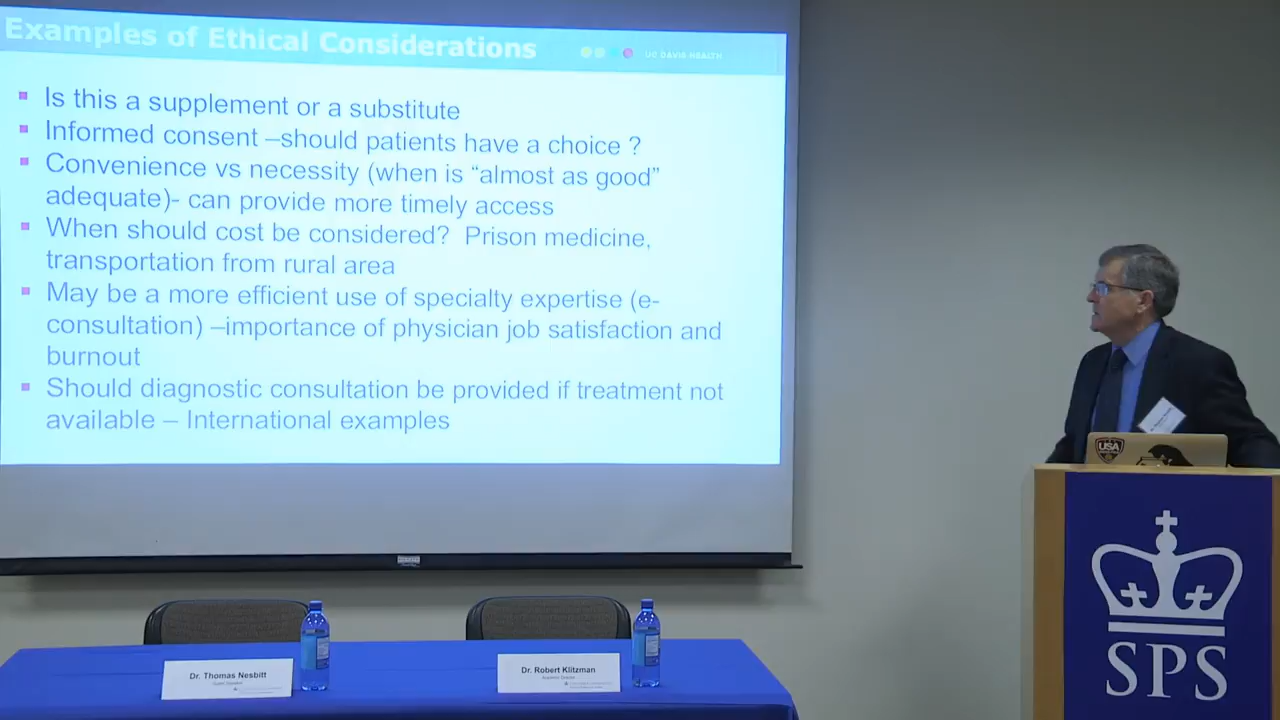 Examples of Ethical Considerations
UC DAVIS HEALTH
Is this a supplement or a substitute
Informed consent –should patients have a choice ?
Convenience vs necessity (when is “almost as good”
adequate)- can provide more timely access
When should cost be considered?  Prison medicine,
transportation from rural area
May be a more efficient use of specialty expertise (e-
consultation) –importance of physician job satisfaction and
burnout
Should diagnostic consultation be provided if treatment not
available – International examples
USA
SPS
Dr. Thomas Nesbitt
Dr. Robert Klitzman